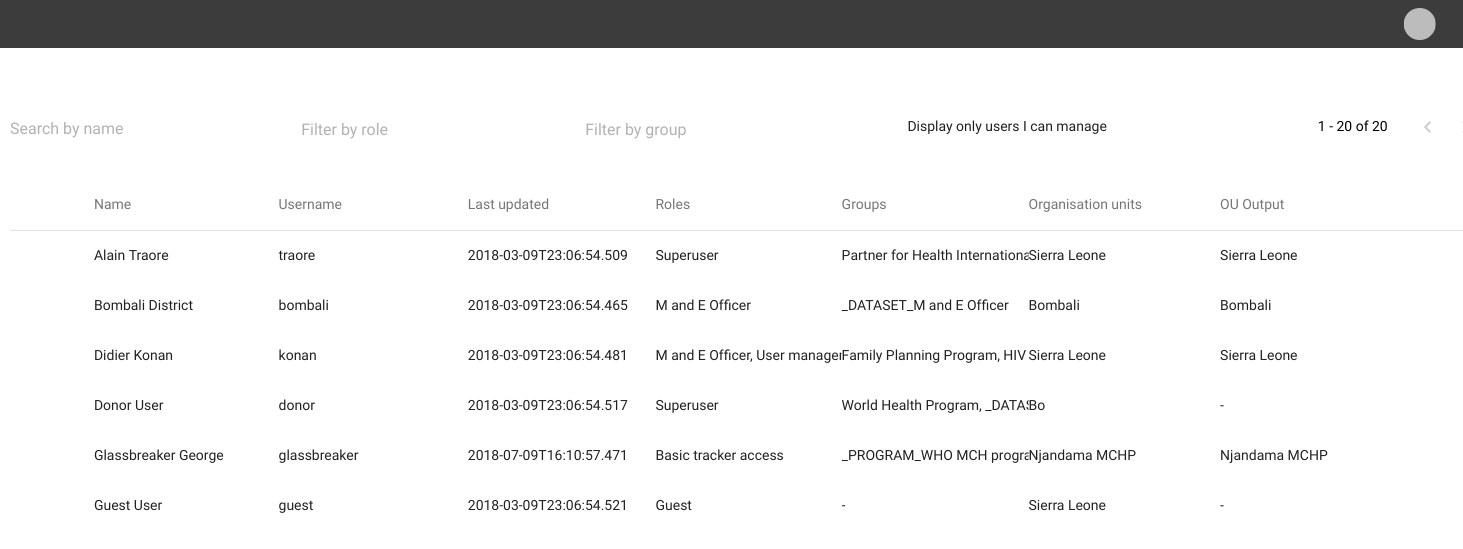 Search by name Filter by role Filter by group Display only users I can manage 1 - 20 of 20
Name Username Last updated Roles Groups Organisation units OU Output
Alain Traore traore 2018-03-09T23:06:54.509 Superuser Partner for Health Internationa Sierra Leone Sierra Leone
Bombali District bombali 2018-03-09T23:06:54.465 M and E Officer _DATASET_M and E Officer Bombali Bombali
Didier Konan konan 2018-03-09T23:06:54.481 M and E Officer, User manager Family Planning Program, HIV Sierra Leone Sierra Leone
Donor User donor 2018-03-09T23:06:54.517 Superuser World Health Program, _DATAS Bo -
Glassbreaker George glassbreaker 2018-07-09T16:10:57.471 Basic tracker access _PROGRAM_WHO MCH progra Njandama MCHP Njandama MCHP
Guest User guest 2018-03-09T23:06:54.521 Guest - Sierra Leone -